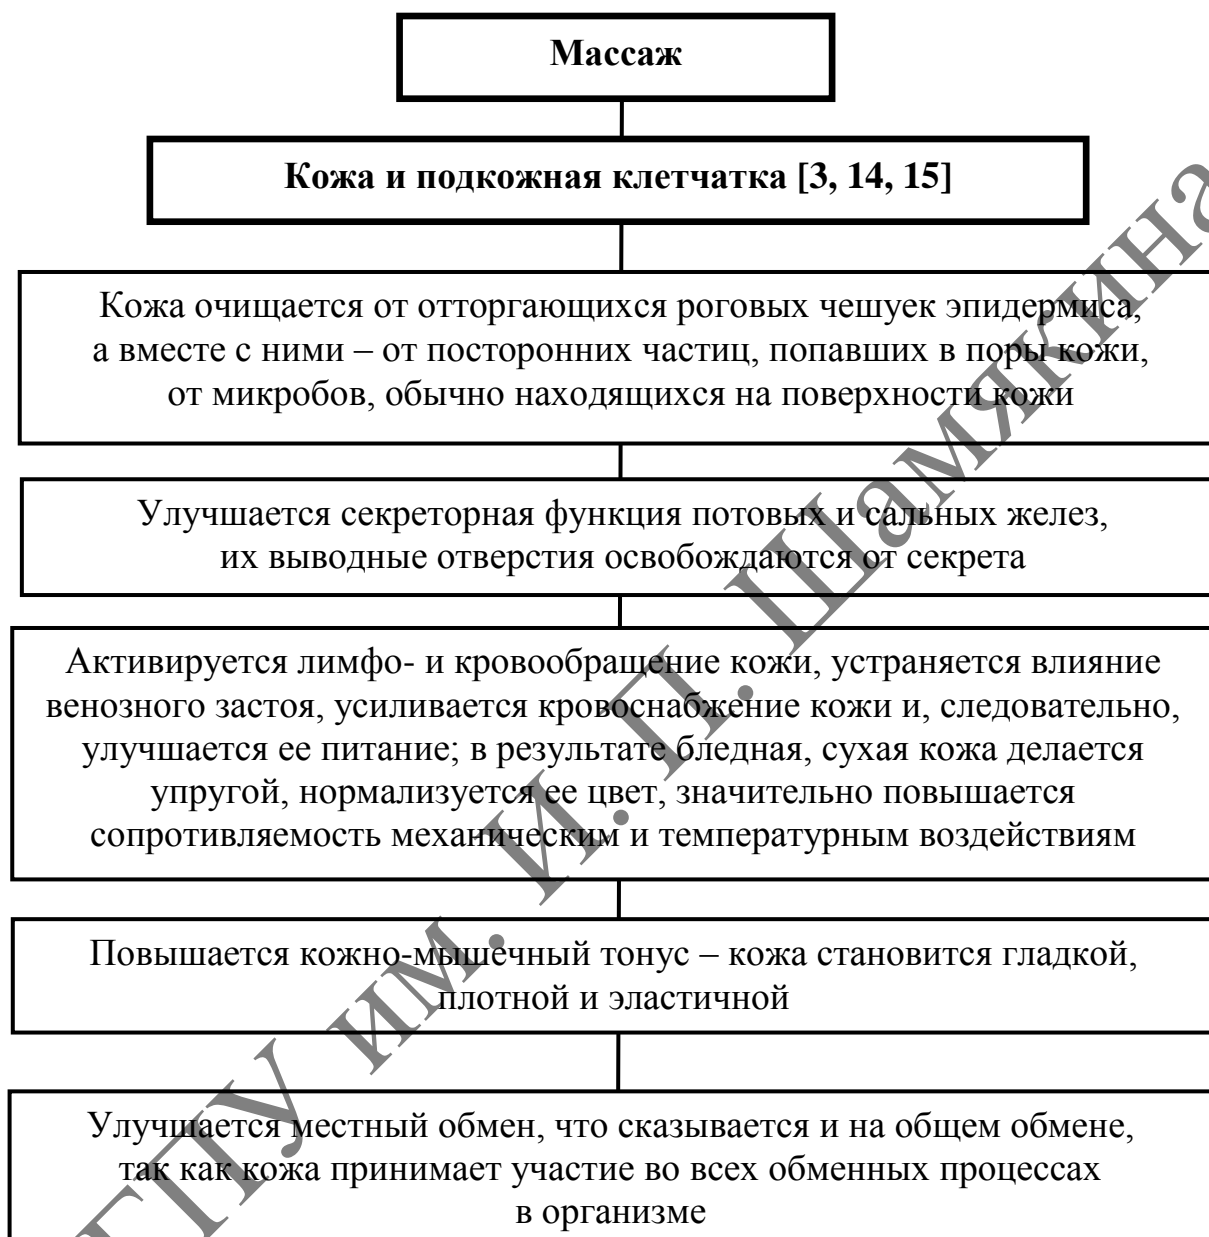 Массаж
Кожа и подкожная клетчатка [3, 14, 15]
Кожа очищается от отторгающихся роговых чешуек эпидермиса,
а вместе с ними – от посторонних частиц, попавших в поры кожи,
от микробов, обычно находящихся на поверхности кожи
Улучшается секреторная функция потовых и сальных желез,
их выводные отверстия освобождаются от секрета
Активируется лимфо- и кровообращение кожи, устраняется влияние
венозного застоя, усиливается кровоснабжение кожи и, следовательно,
улучшается ее питание; в результате бледная, сухая кожа делается
упругой, нормализуется ее цвет, значительно повышается
сопротивляемость механическим и температурным воздействиям
Повышается кожно-мышечный тонус – кожа становится гладкой,
плотной и эластичной
Улучшается местный обмен, что сказывается и на общем обмене,
так как кожа принимает участие во всех обменных процессах
в организме
ГПУ им. И. П. Шамякина